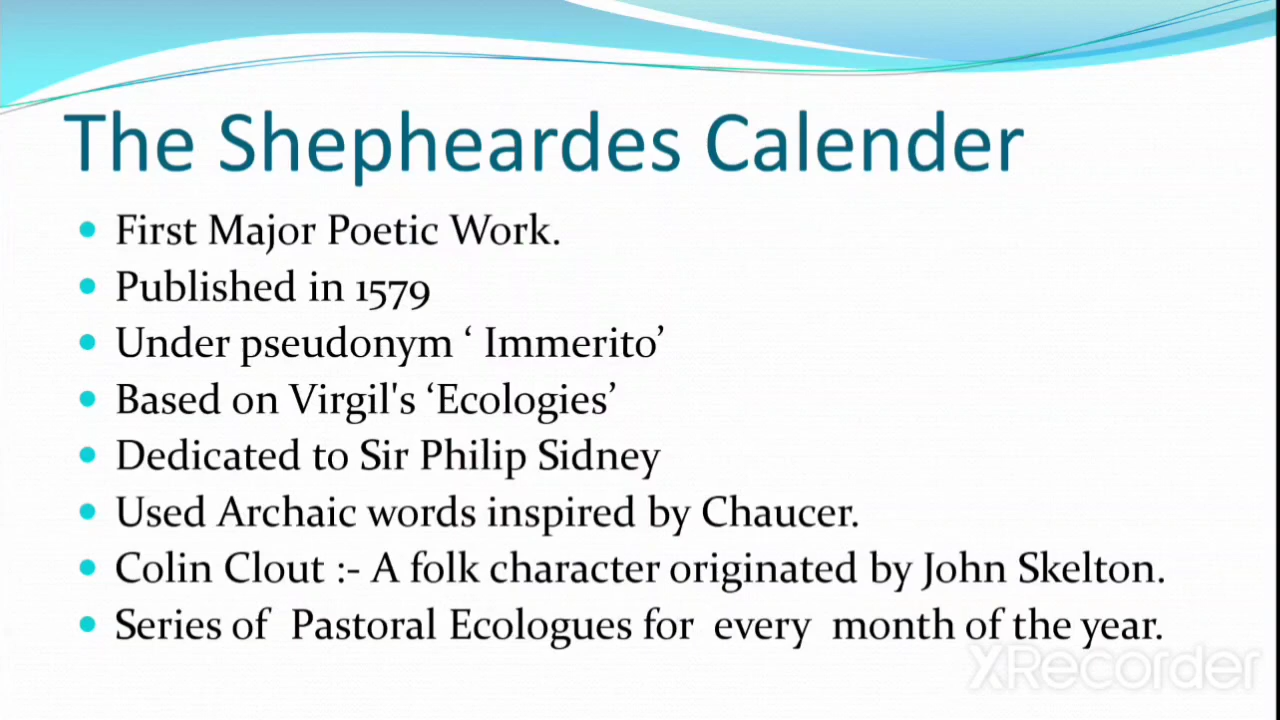 The Shepheardes Calender
• First Major Poetic Work.
• Published in 1579
• Under pseudonym ‘ Immerito’
• Based on Virgil's ‘Ecologies’
• Dedicated to Sir Philip Sidney
• Used Archaic words inspired by Chaucer.
• Colin Clout :- A folk character originated by John Skelton.
• Series of Pastoral Ecologues for every month of the year.
XRecorder